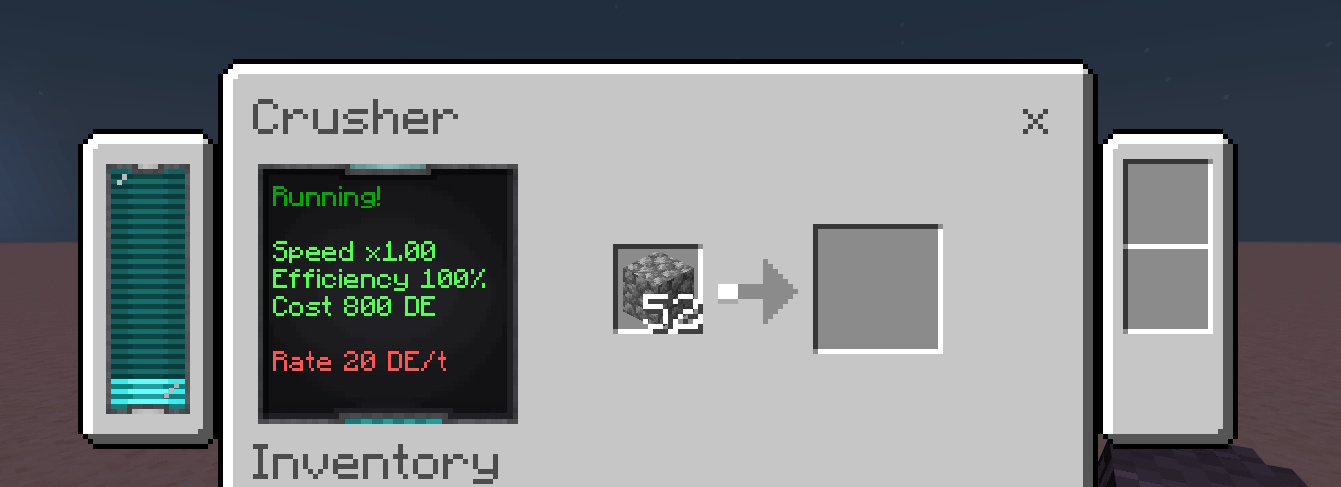 Crusher
x
Running!
Speed x1.00
Efficiency 100%
Cost 800 DE
Rate 20 DE/t
52
Inventory